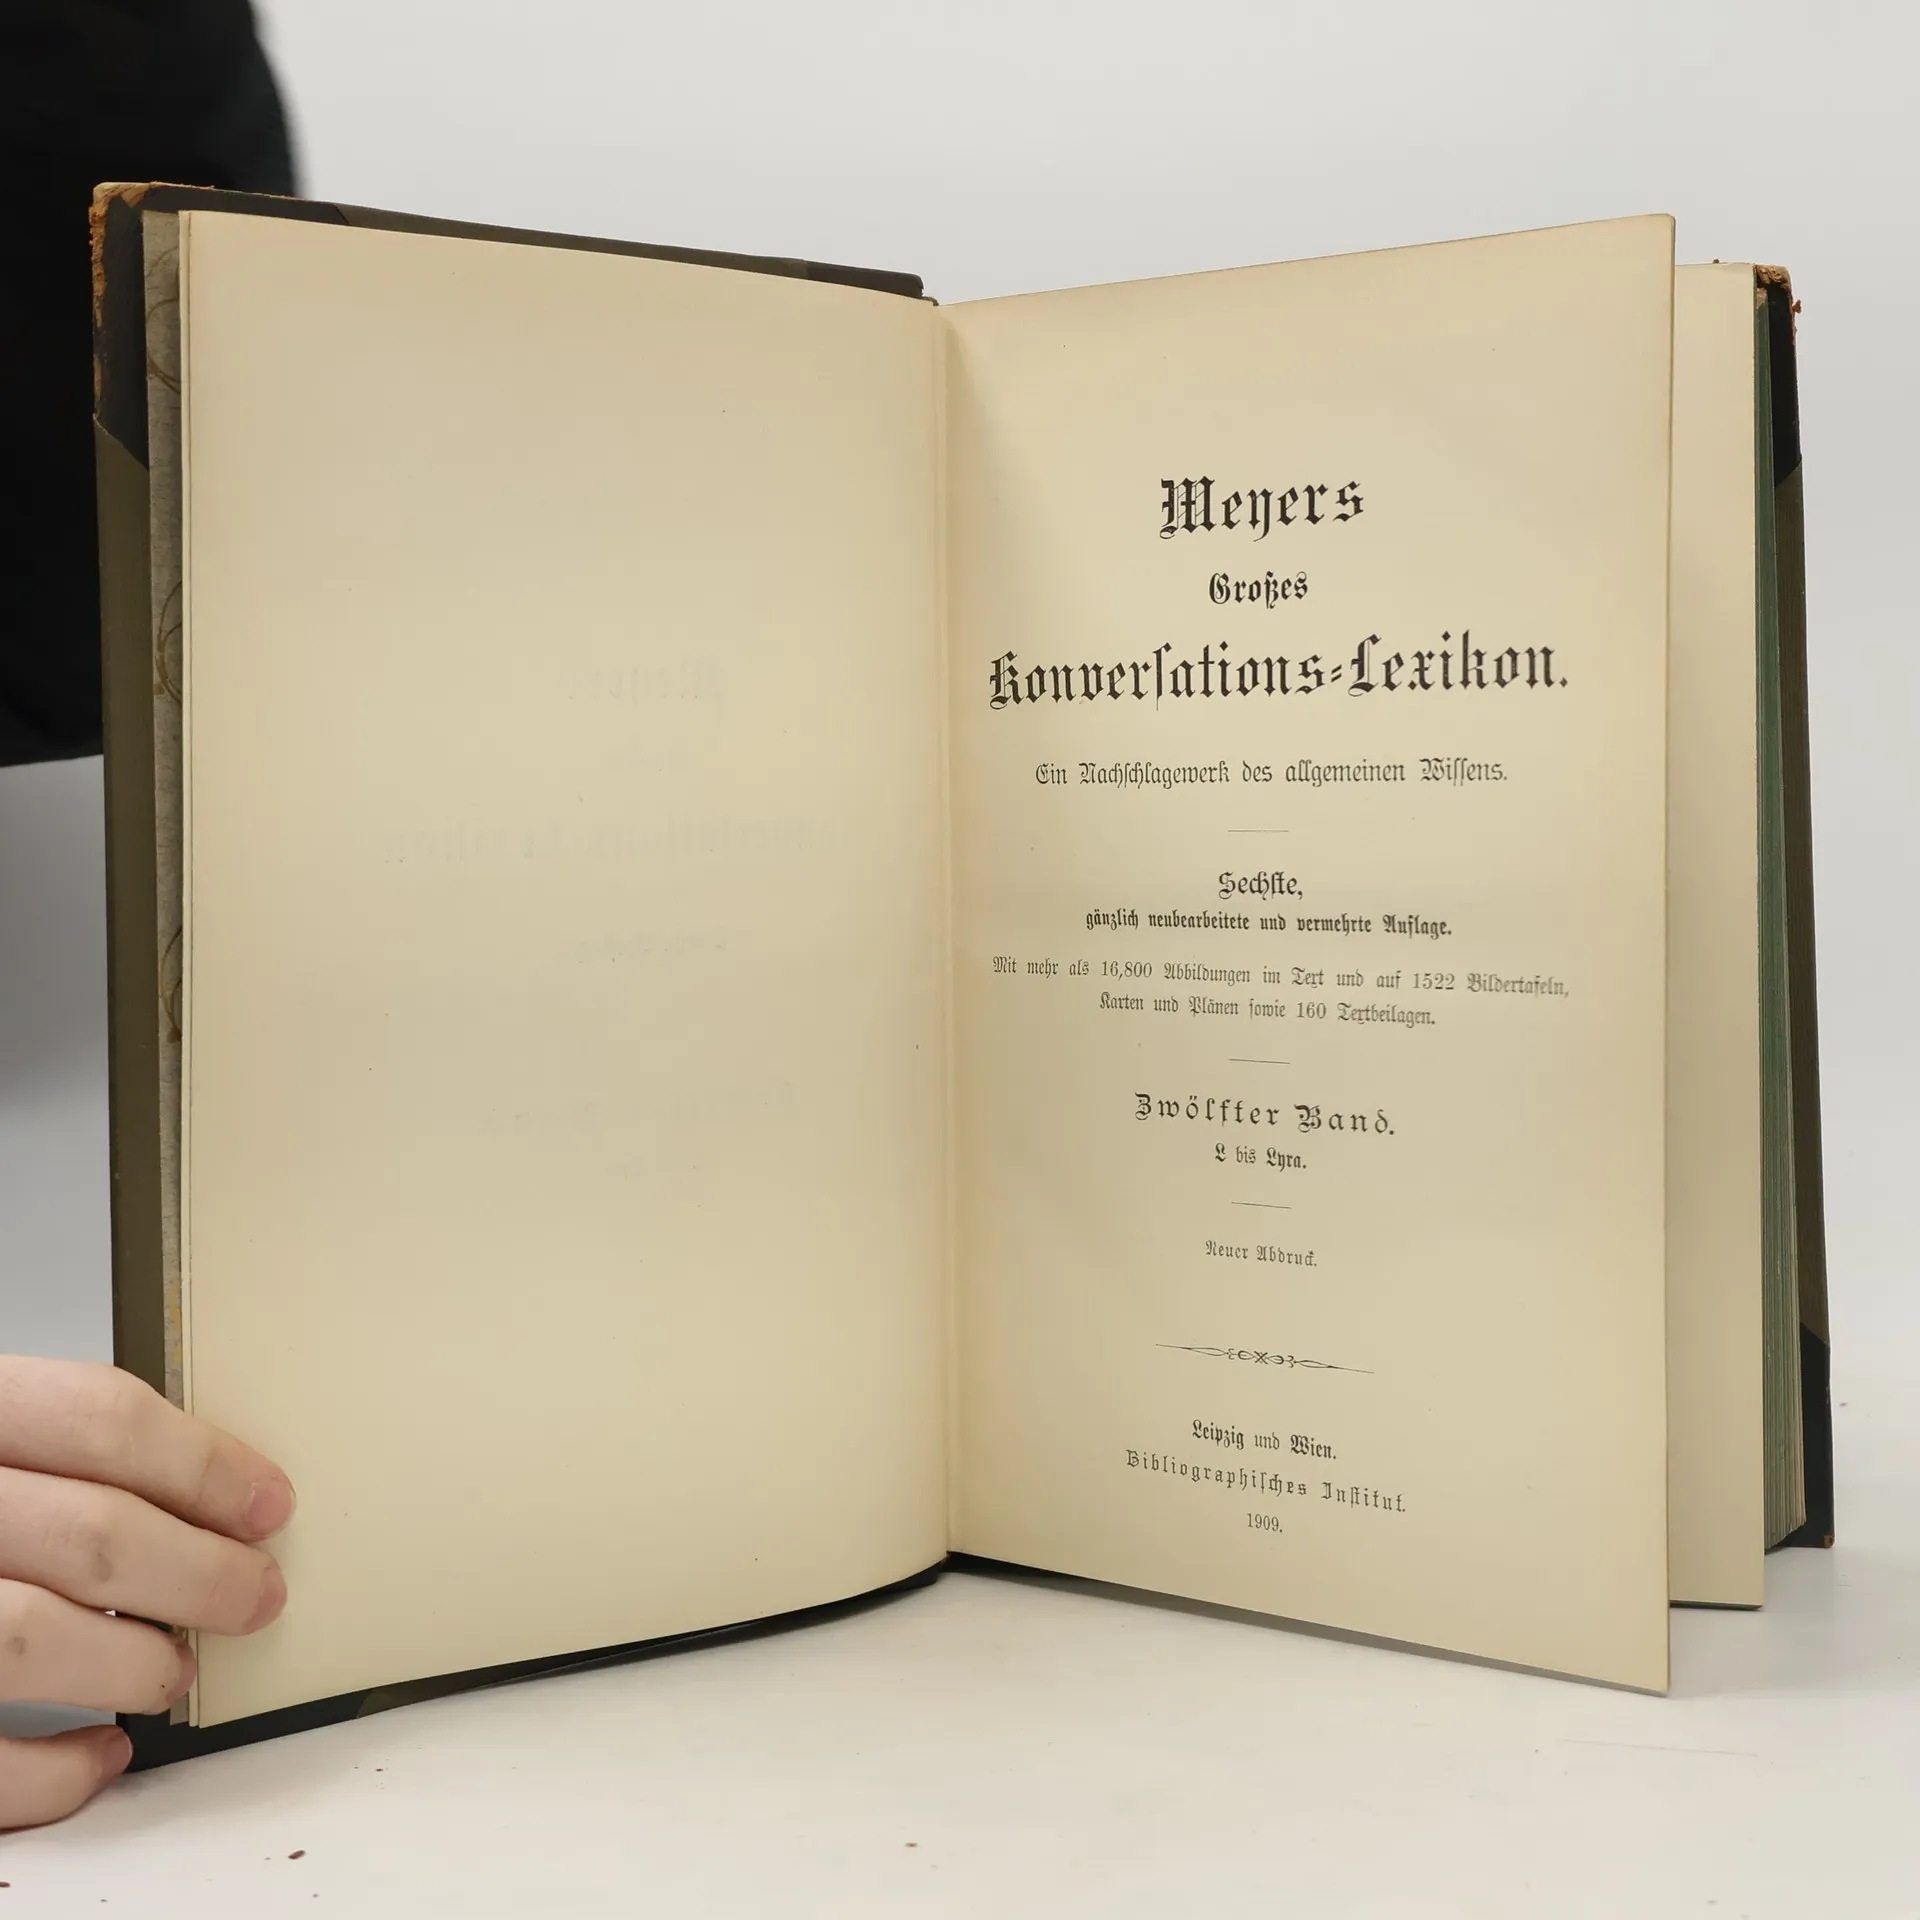 Meyers
Großes
Konverſations-Lexikon.
Ein Nachſchlagewerk des allgemeinen Wiſſens.
Sechſte,
gänzlich neubearbeitete und vermehrte Auflage.
Mit mehr als 16,800 Abbildungen im Text und auf 1522 Bildertafeln,
Karten und Plänen ſowie 160 Textbeilagen.
Zwölfter Band.
L bis Lyra.
Neuer Abdruck.
Leipzig und Wien.
Bibliographiſches Inſtitut.
1909.